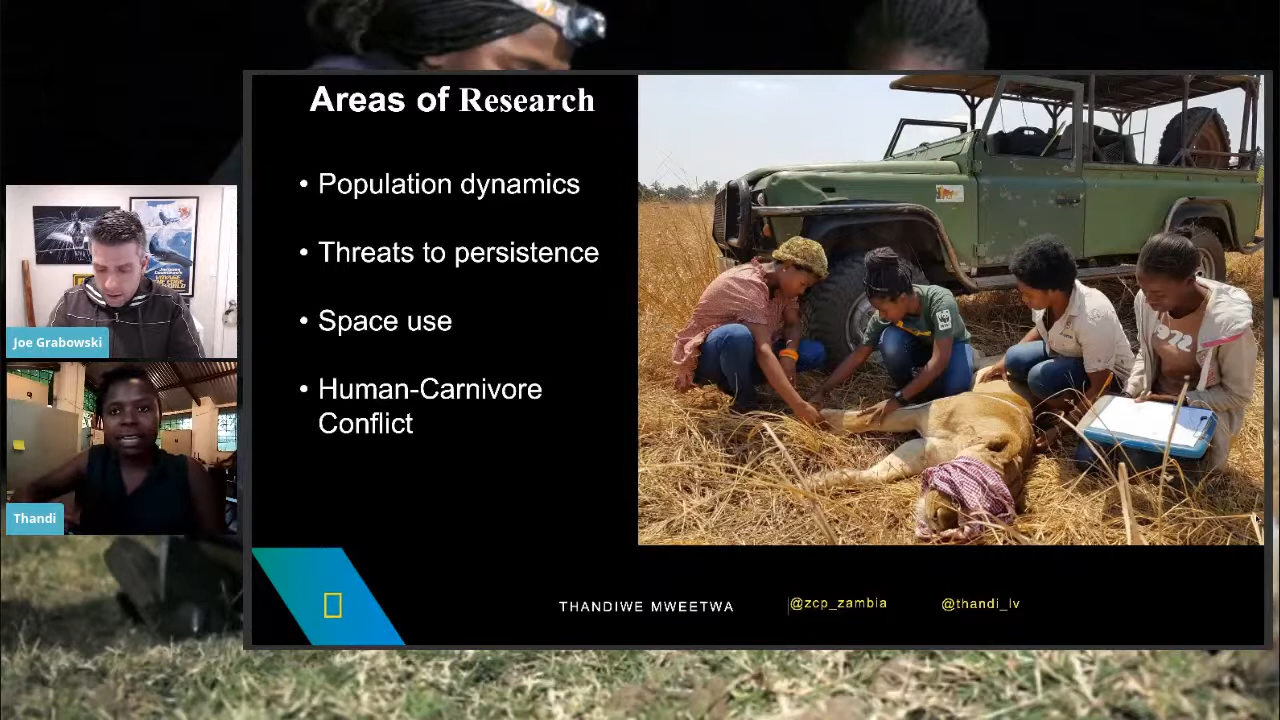 Areas of Research
• Population dynamics
• Threats to persistence
• Space use
• Human-Carnivore
Conflict
Joe Grabowski
Thandi
THANDIWE MWEETWA
@zcp_zambia
@thandi_lv